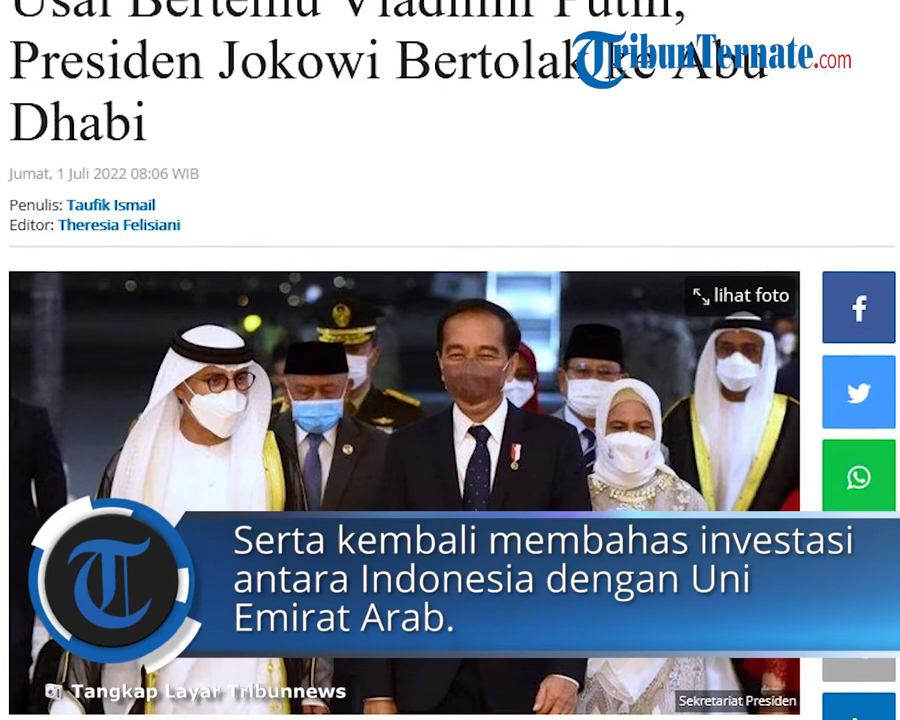 Usai Bertemu Vladimir Putin,
Presiden Jokowi Bertolak ke Abu
Dhabi
TribunTernate.com
Jumat, 1 Juli 2022 08:06 WIB
Penulis: Taufik Ismail
Editor: Theresia Felisiani
lihat foto
Serta kembali membahas investasi
antara Indonesia dengan Uni
Emirat Arab.
Tangkap Layar Tribunnews
Sekretariat Presiden